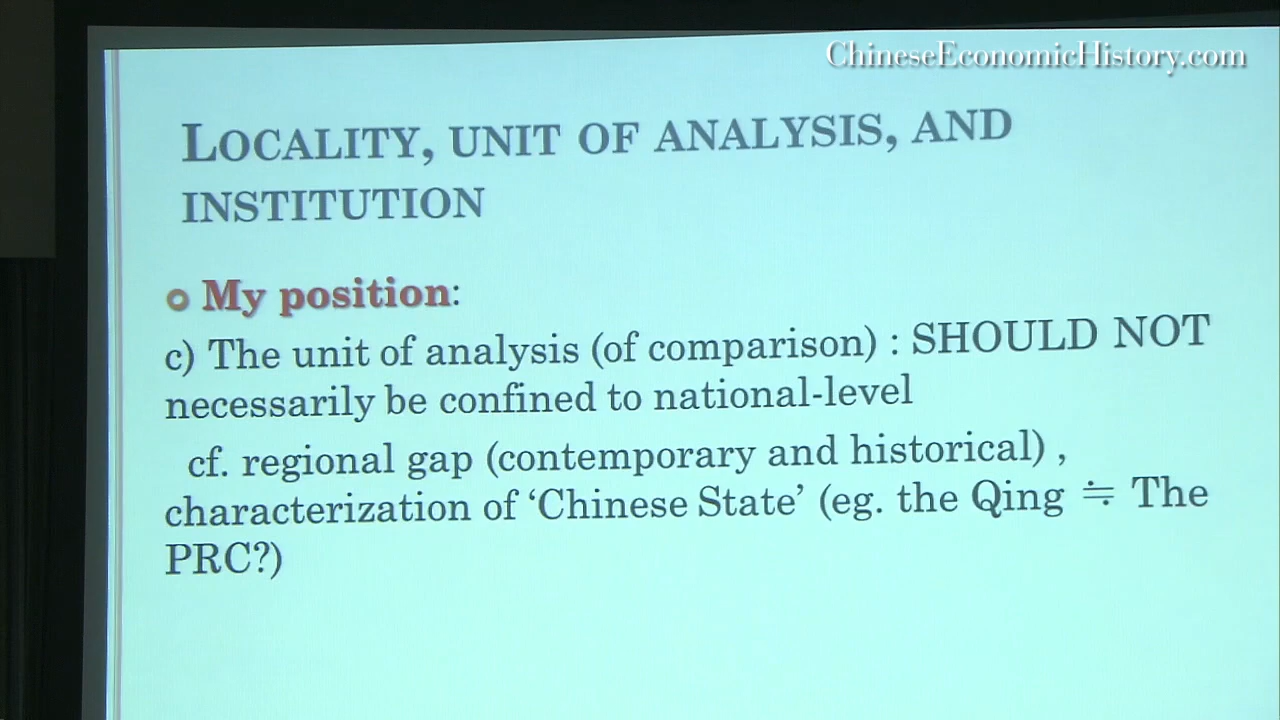 ChineseEconomicHistory.com
LOCALITY, UNIT OF ANALYSIS, AND
INSTITUTION
My position:
c) The unit of analysis (of comparison) : SHOULD NOT
necessarily be confined to national-level
cf. regional gap (contemporary and historical) ,
characterization of ‘Chinese State’ (eg. the Qing ≒ The
PRC?)